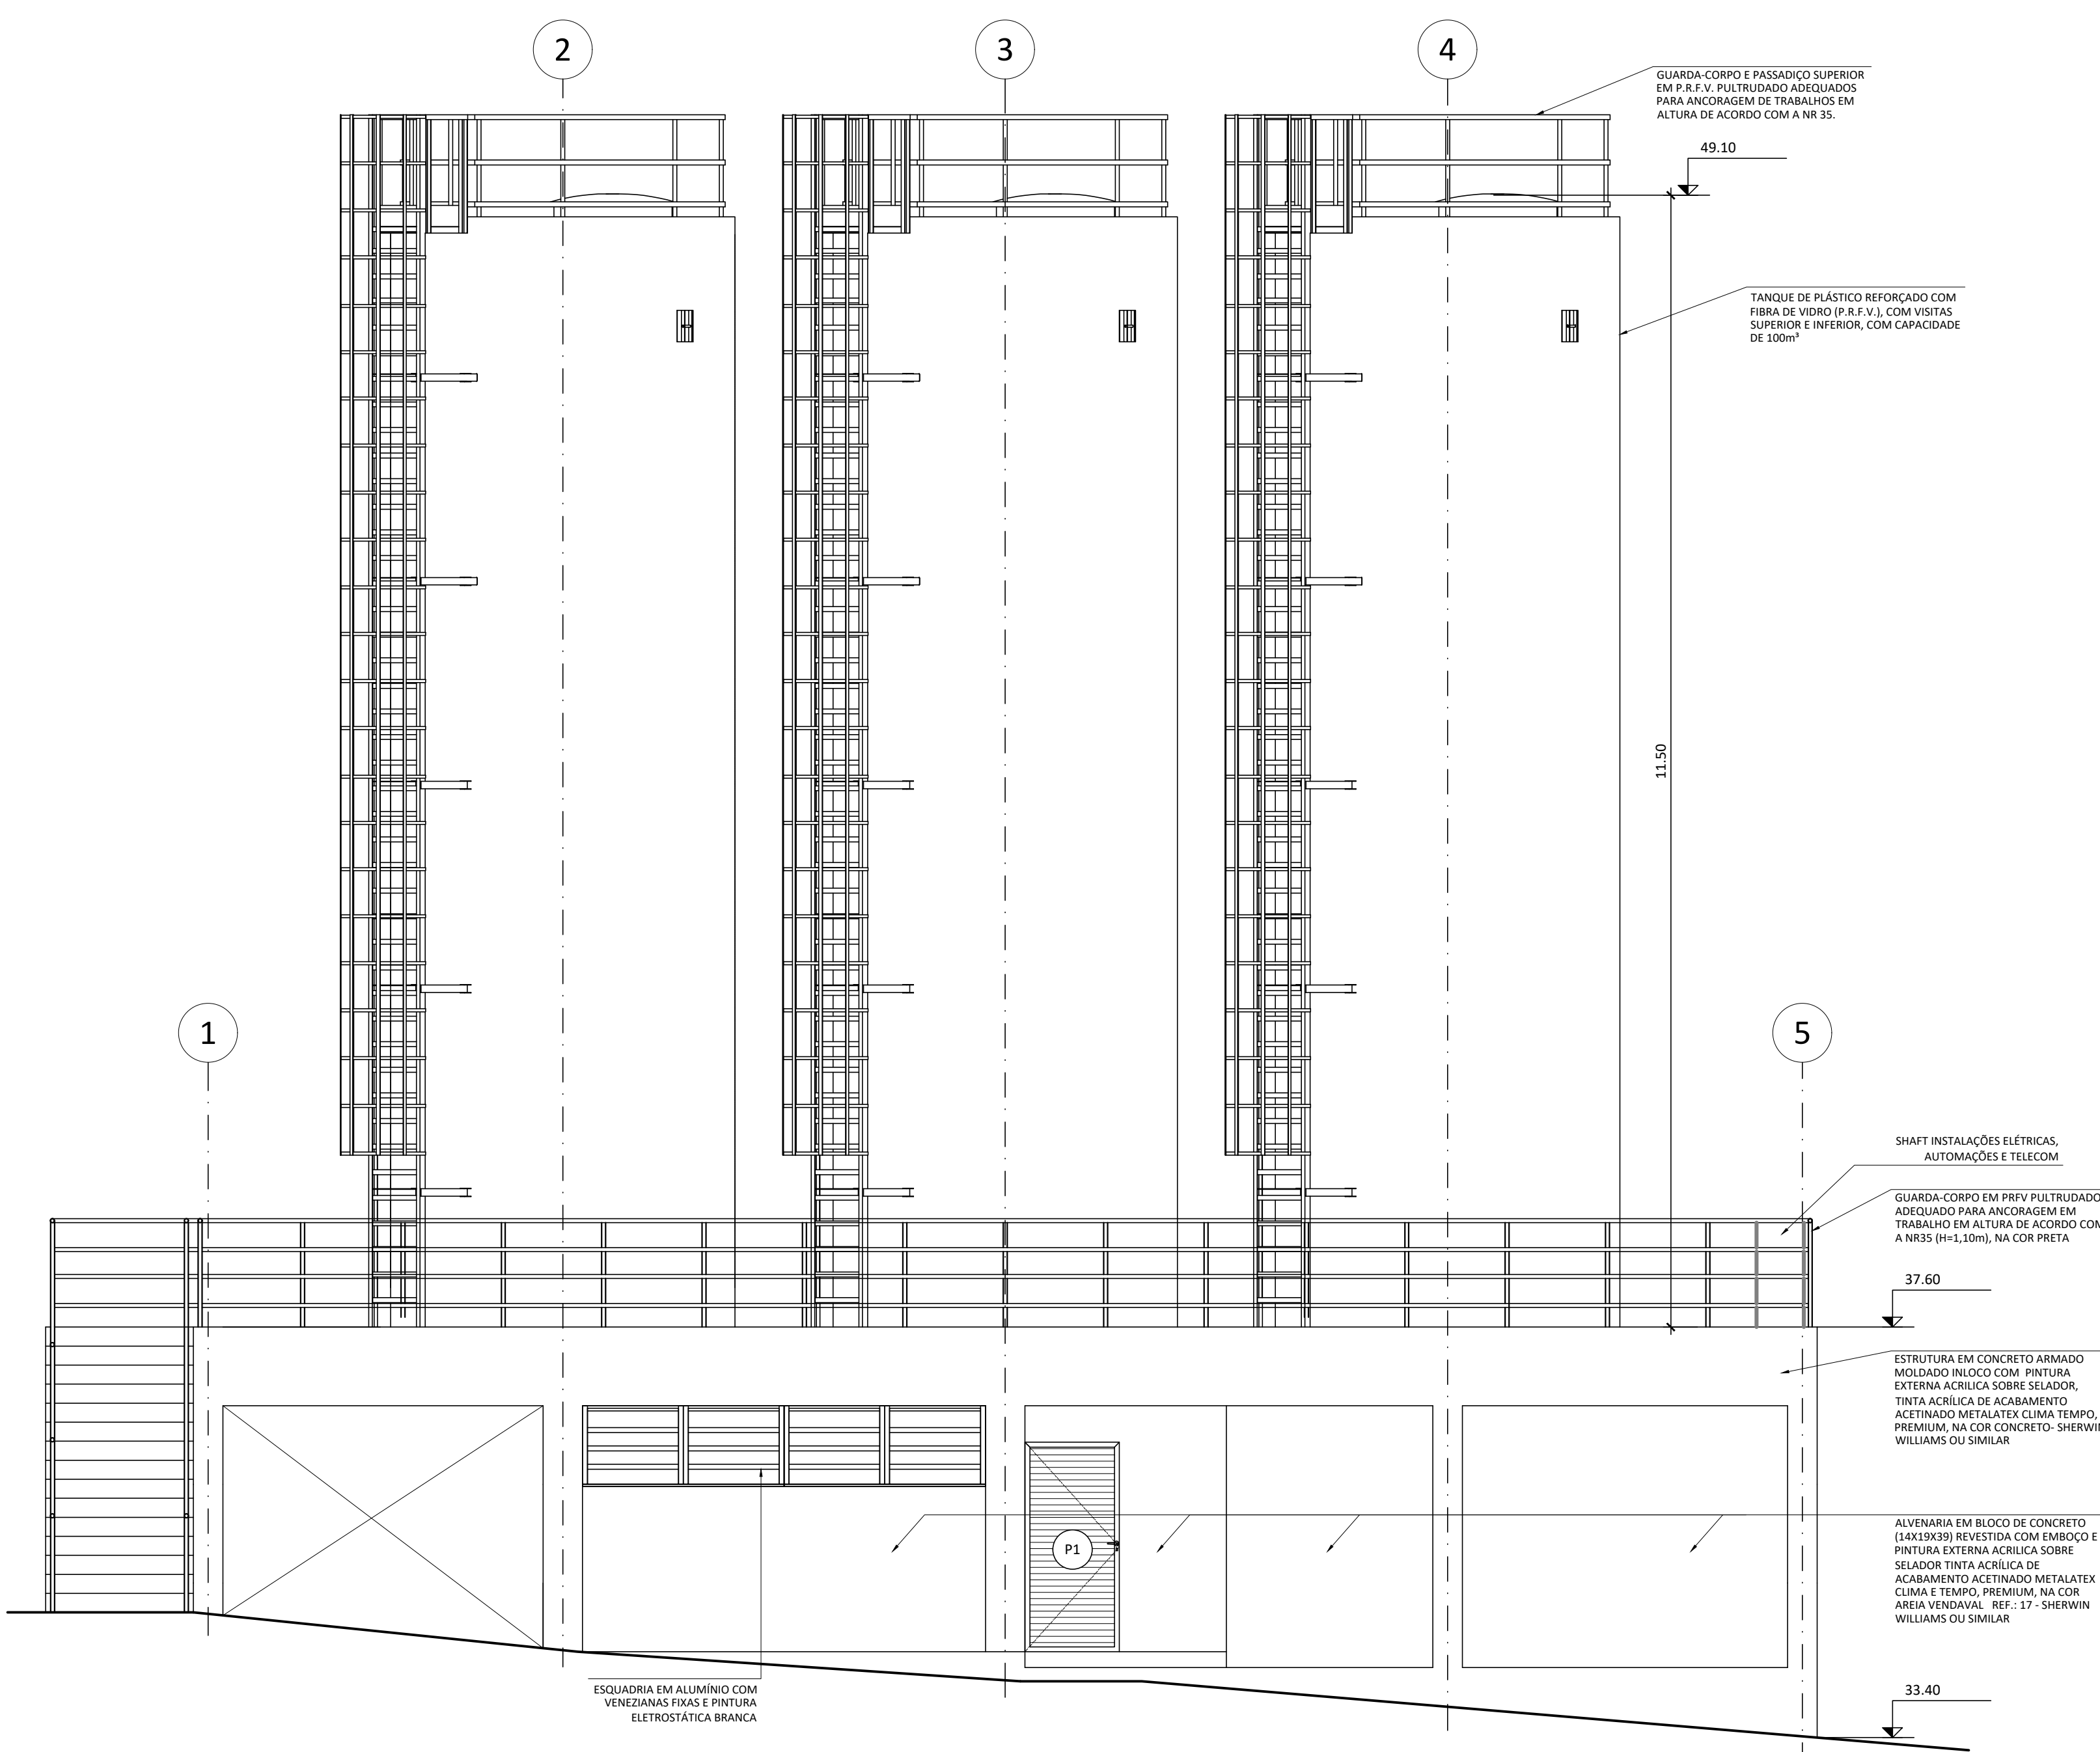 2
3
4
GUARDA-CORPO E PASSADIÇO SUPERIOR
EM P.R.F.V. PULTRUDADO ADEQUADOS
PARA ANCORAGEM DE TRABALHOS EM
ALTURA DE ACORDO COM A NR 35.
49.10
TANQUE DE PLÁSTICO REFORÇADO COM
FIBRA DE VIDRO (P.R.F.V.), COM VISITAS
SUPERIOR E INFERIOR, COM CAPACIDADE
DE 100m³
11.50
1
5
SHAFT INSTALAÇÕES ELÉTRICAS,
AUTOMAÇÕES E TELECOM
GUARDA-CORPO EM PRFV PULTRUDADO
ADEQUADO PARA ANCORAGEM EM
TRABALHO EM ALTURA DE ACORDO COM
A NR35 (H=1,10m), NA COR PRETA
37.60
ESTRUTURA EM CONCRETO ARMADO
MOLDADO INLOCO COM PINTURA
EXTERNA ACRILICA SOBRE SELADOR,
TINTA ACRÍLICA DE ACABAMENTO
ACETINADO METALATEX CLIMA TEMPO,
PREMIUM, NA COR CONCRETO- SHERWIN
WILLIAMS OU SIMILAR
P1
ALVENARIA EM BLOCO DE CONCRETO
(14X19X39) REVESTIDA COM EMBOÇO E
PINTURA EXTERNA ACRILICA SOBRE
SELADOR TINTA ACRÍLICA DE
ACABAMENTO ACETINADO METALATEX
CLIMA E TEMPO, PREMIUM, NA COR
AREIA VENDAVAL REF.: 17 - SHERWIN
WILLIAMS OU SIMILAR
ESQUADRIA EM ALUMÍNIO COM
VENEZIANAS FIXAS E PINTURA
ELETROSTÁTICA BRANCA
33.40